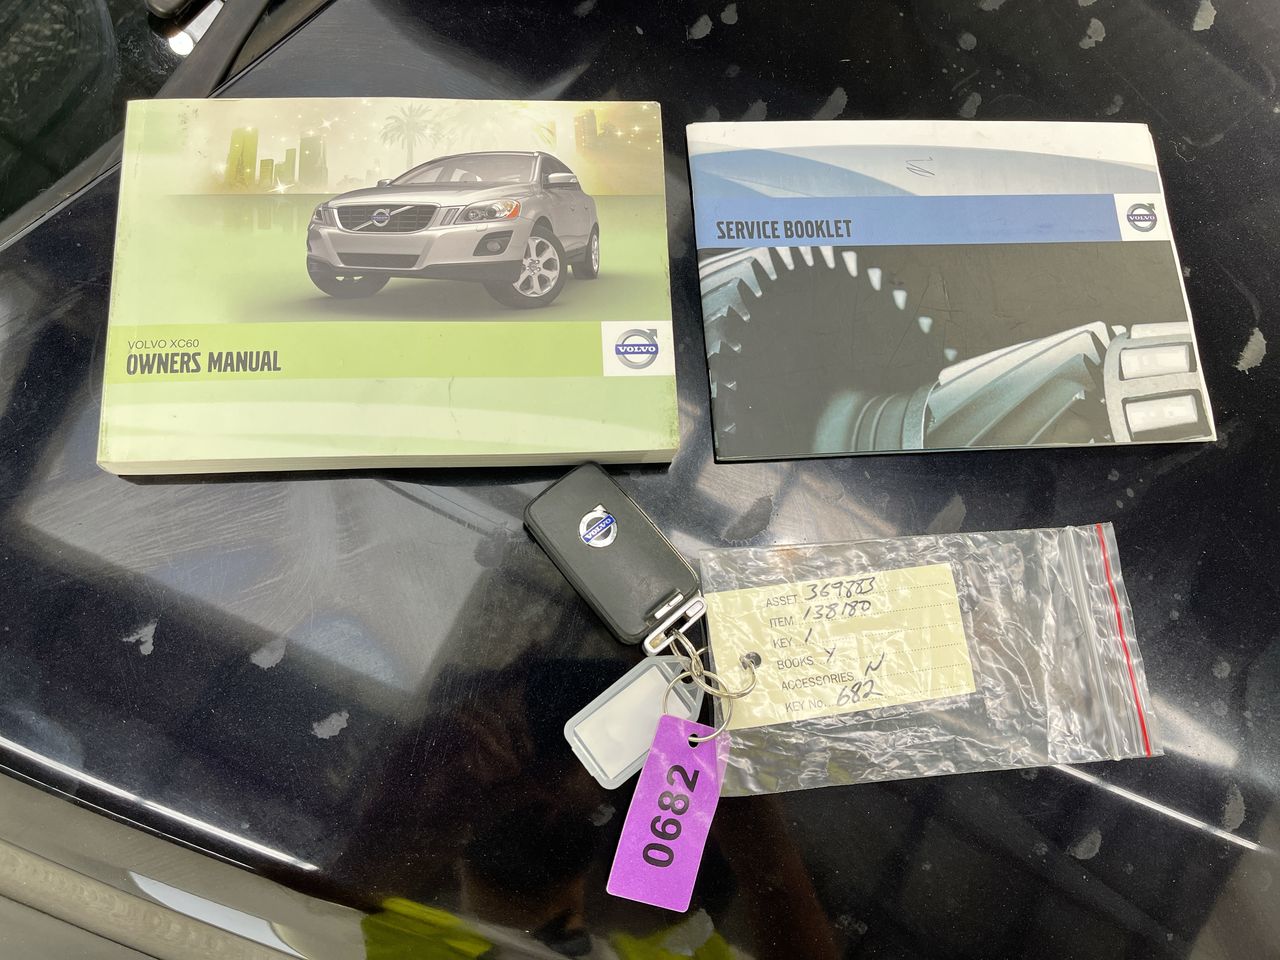 VOLVO XC60
OWNERS MANUAL
VOLVO
SERVICE BOOKLET
VOLVO
VOLVO
ASSET 369883
ITEM 138180
KEY 1
BOOKS Y
ACCESSORIES N
KEY No. 682
0682